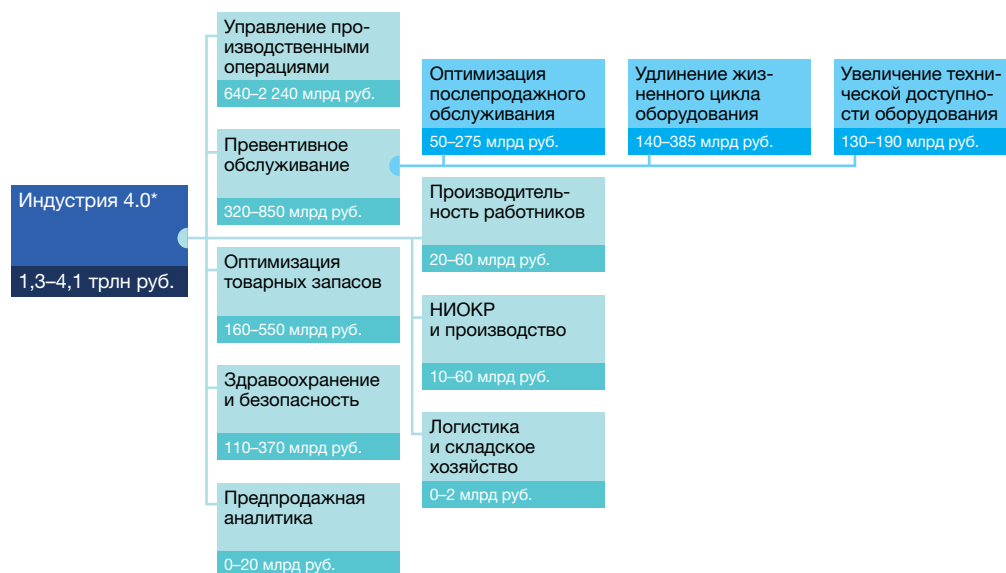 Индустрия 4.0*
1,3–4,1 трлн руб.
Управление про-
изводственными
операциями
640–2 240 млрд руб.
Превентивное
обслуживание
320–850 млрд руб.
Оптимизация
послепродажного
обслуживания
50–275 млрд руб.
Удлинение жиз-
ненного цикла
оборудования
140–385 млрд руб.
Увеличение техни-
ческой доступно-
сти оборудования
130–190 млрд руб.
Оптимизация
товарных запасов
160–550 млрд руб.
Здравоохранение
и безопасность
110–370 млрд руб.
Предпродажная
аналитика
0–20 млрд руб.
Производитель-
ность работников
20–60 млрд руб.
НИОКР
и производство
10–60 млрд руб.
Логистика
и складское
хозяйство
0–2 млрд руб.